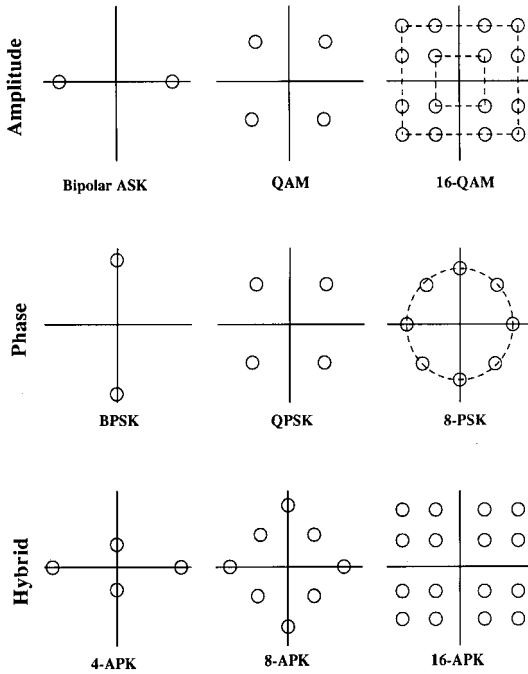 Amplitude
Bipolar ASK
QAM
16-QAM
Phase
BPSK
QPSK
8-PSK
Hybrid
4-APK
8-APK
16-APK